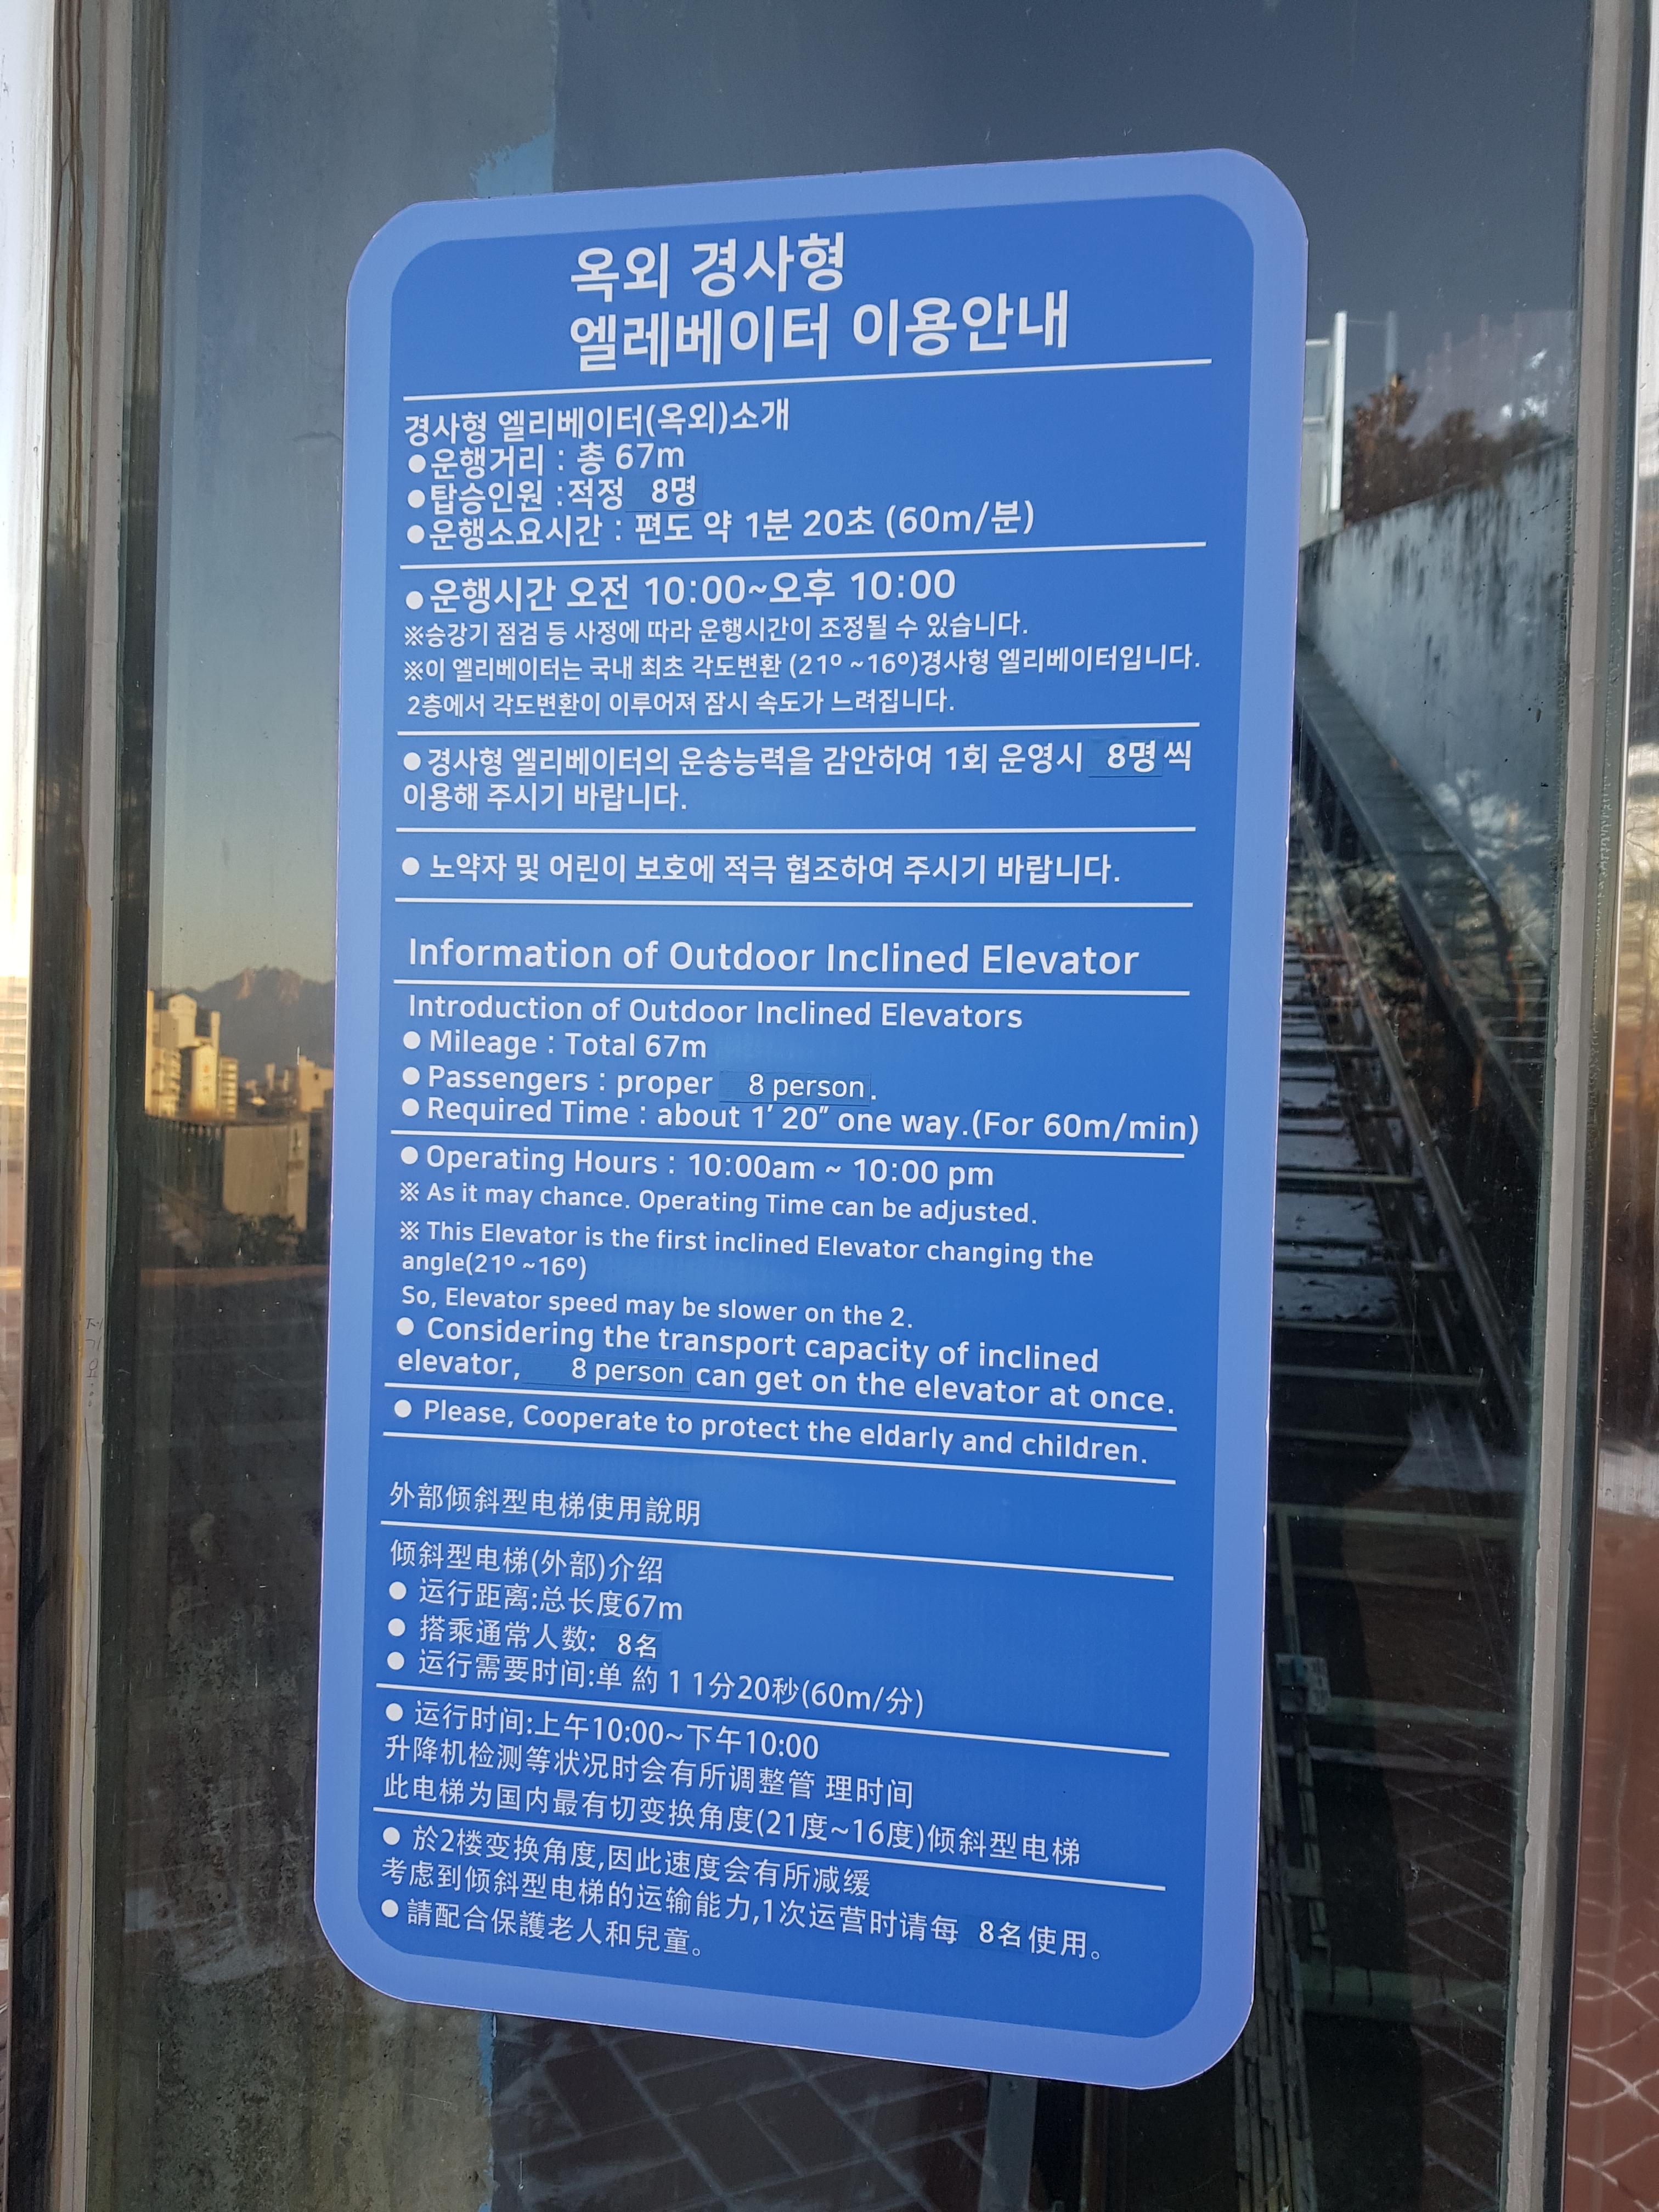 옥외 경사형
엘레베이터 이용안내
경사형 엘리베이터(옥외)소개
●운행거리 : 총 67m
●탑승인원 :적정 8명
●운행소요시간 : 편도 약 1분 20초 (60m/분)
●운행시간 오전 10:00~오후 10:00
※승강기 점검 등 사정에 따라 운행시간이 조정될 수 있습니다.
※이 엘리베이터는 국내 최초 각도변환 (21º ~16º)경사형 엘리베이터입니다.
2층에서 각도변환이 이루어져 잠시 속도가 느려집니다.
● 경사형 엘리베이터의 운송능력을 감안하여 1회 운영시 8명 씩
이용해 주시기 바랍니다.
● 노약자 및 어린이 보호에 적극 협조하여 주시기 바랍니다.
Information of Outdoor Inclined Elevator
Introduction of Outdoor Inclined Elevators
● Mileage : Total 67m
● Passengers : proper 8 person.
● Required Time : about 1′ 20″ one way.(For 60m/min)
● Operating Hours : 10:00am ~ 10:00 pm
※ As it may chance. Operating Time can be adjusted.
※ This Elevator is the first inclined Elevator changing the
angle(21º ~16º)
So, Elevator speed may be slower on the 2.
● Considering the transport capacity of inclined
elevator, 8 person can get on the elevator at once.
● Please, Cooperate to protect the eldarly and children.
外部倾斜型电梯使用說明
倾斜型电梯(外部)介绍
● 运行距离:总长度67m
● 搭乘通常人数: 8名
● 运行需要时间:单 約 1 1分20秒(60m/分)
● 运行时间:上午10:00~下午10:00
升降机检测等状况时会有所调整管 理时间
此电梯为国内最有切变换角度(21度~16度)倾斜型电梯
● 於2楼变换角度,因此速度会有所减缓
考虑到倾斜型电梯的运输能力,1次运营时请每 8名使用。
● 請配合保護老人和兒童。